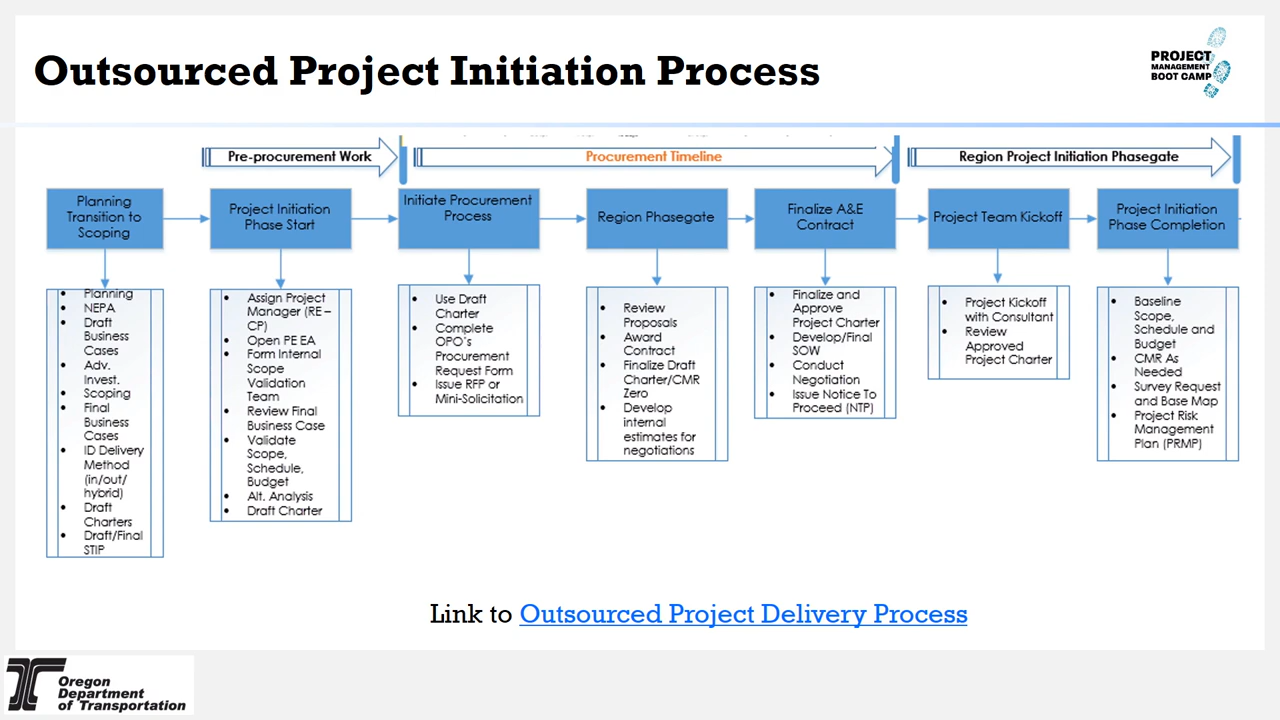 Outsourced Project Initiation Process
PROJECT
MANAGEMENT
BOOT CAMP
Pre-procurement Work
Procurement Timeline
Region Project Initiation Phasegate
Planning
Transition to
Scoping
Project Initiation
Phase Start
Initiate Procurement
Process
Region Phasegate
Finalize A&E
Contract
Project Team Kickoff
Project Initiation
Phase Completion
• Planning
• NEPA
• Draft
Business
Cases
• Adv.
Invest.
• Scoping
• Final
Business
Cases
• ID Delivery
Method
(in/out/
hybrid)
• Draft
Charters
• Draft/Final
STIP
• Assign Project
Manager (RE –
CP)
• Open PE EA
• Form Internal
Scope
Validation
Team
• Review Final
Business Case
• Validate
Scope,
Schedule,
Budget
• Alt. Analysis
• Draft Charter
• Use Draft
Charter
• Complete
OPO's
Procurement
Request Form
• Issue RFP or
Mini-Solicitation
• Review
Proposals
• Award
Contract
• Finalize Draft
Charter/CMR
Zero
• Develop
internal
estimates for
negotiations
• Finalize and
Approve
Project Charter
• Develop/Final
SOW
• Conduct
Negotiation
• Issue Notice To
Proceed (NTP)
• Project Kickoff
with Consultant
• Review
Approved
Project Charter
• Baseline
Scope,
Schedule and
Budget
• CMR As
Needed
• Survey Request
and Base Map
• Project Risk
Management
Plan (PRMP)
Link to Outsourced Project Delivery Process
Oregon
Department
of Transportation